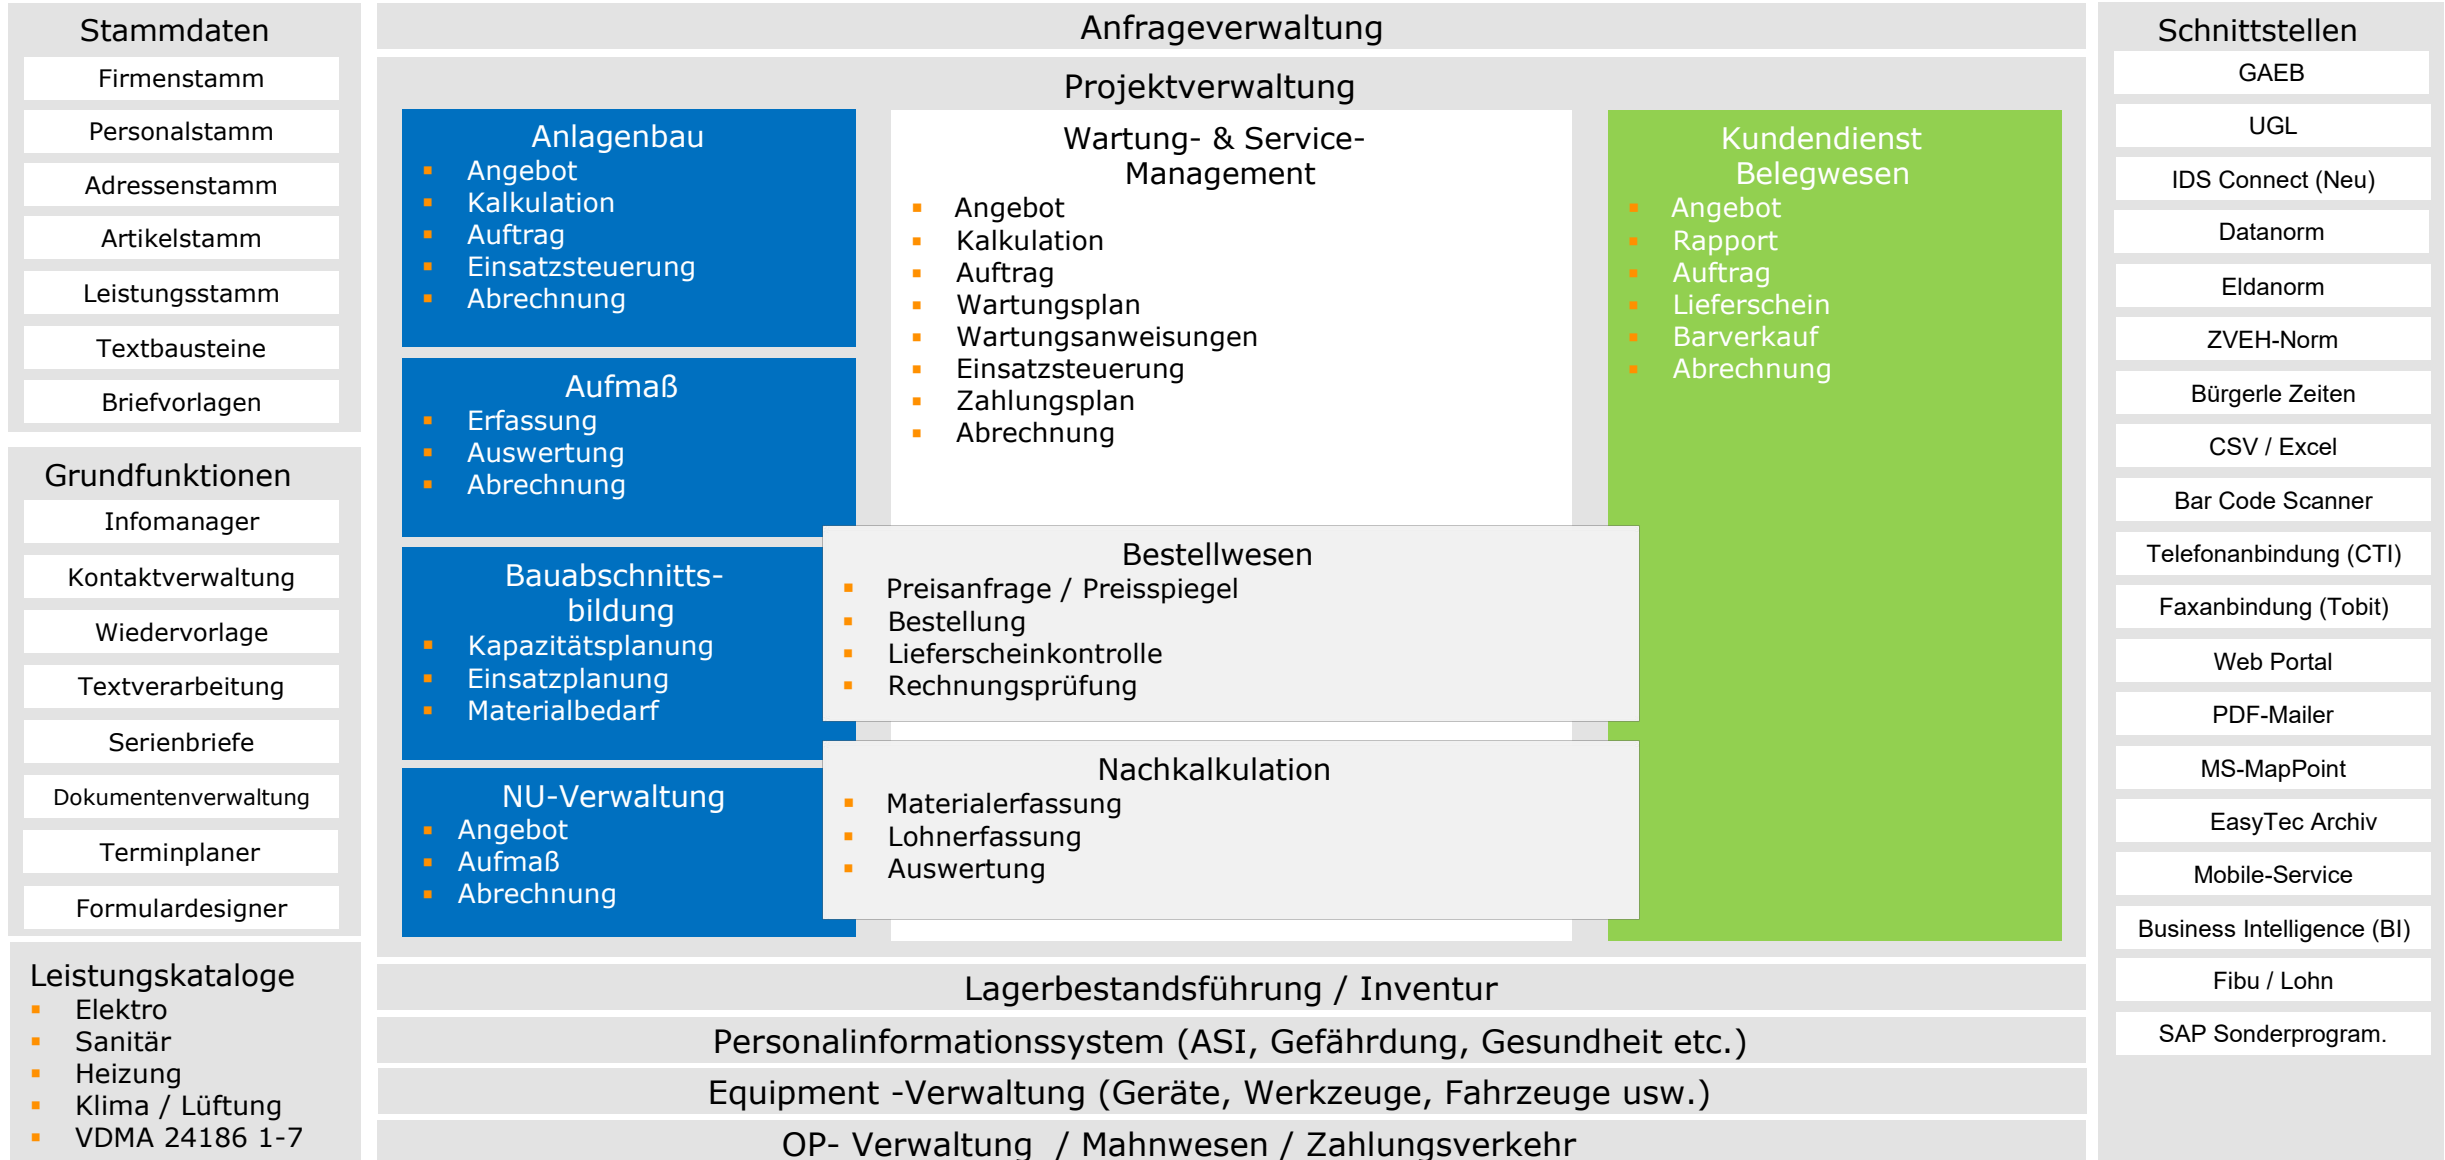 Stammdaten
Firmenstamm
Personalstamm
Adressenstamm
Artikelstamm
Leistungsstamm
Textbausteine
Briefvorlagen
Grundfunktionen
Infomanager
Kontaktverwaltung
Wiedervorlage
Textverarbeitung
Serienbriefe
Dokumentenverwaltung
Terminplaner
Formulardesigner
Leistungskataloge
Elektro
Sanitär
Heizung
Klima / Lüftung
VDMA 24186 1-7
Anfrageverwaltung
Projektverwaltung
Anlagenbau
Angebot
Kalkulation
Auftrag
Einsatzsteuerung
Abrechnung
Aufmaß
Erfassung
Auswertung
Abrechnung
Bauabschnitts-
bildung
Kapazitätsplanung
Einsatzplanung
Materialbedarf
NU-Verwaltung
Angebot
Aufmaß
Abrechnung
Wartung- & Service-
Management
Angebot
Kalkulation
Auftrag
Wartungsplan
Wartungsanweisungen
Einsatzsteuerung
Zahlungsplan
Abrechnung
Bestellwesen
Preisanfrage / Preisspiegel
Bestellung
Lieferscheinkontrolle
Rechnungsprüfung
Nachkalkulation
Materialerfassung
Lohnerfassung
Auswertung
Kundendienst
Belegwesen
Angebot
Rapport
Auftrag
Lieferschein
Barverkauf
Abrechnung
Lagerbestandsführung / Inventur
Personalinformationssystem (ASI, Gefährdung, Gesundheit etc.)
Equipment -Verwaltung (Geräte, Werkzeuge, Fahrzeuge usw.)
OP- Verwaltung / Mahnwesen / Zahlungsverkehr
Schnittstellen
GAEB
UGL
IDS Connect (Neu)
Datanorm
Eldanorm
ZVEH-Norm
Bürgerle Zeiten
CSV / Excel
Bar Code Scanner
Telefonanbindung (CTI)
Faxanbindung (Tobit)
Web Portal
PDF-Mailer
MS-MapPoint
EasyTec Archiv
Mobile-Service
Business Intelligence (BI)
Fibu / Lohn
SAP Sonderprogram.